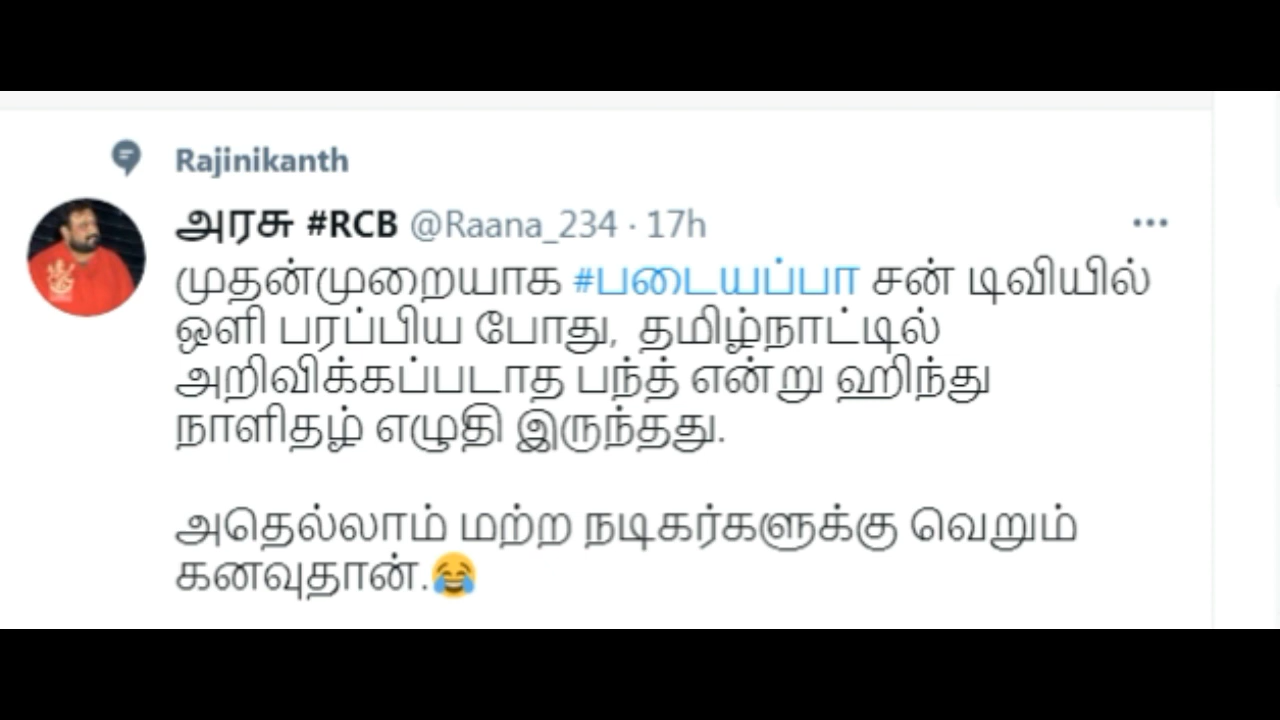 Rajinikanth
அரசு #RCB @Raana_234 · 17h
முதன்முறையாக #படையப்பா சன் டிவியில்
ஒளி பரப்பிய போது, தமிழ்நாட்டில்
அறிவிக்கப்படாத பந்த் என்று ஹிந்து
நாளிதழ் எழுதி இருந்தது.
அதெல்லாம் மற்ற நடிகர்களுக்கு வெறும்
கனவுதான்.😂